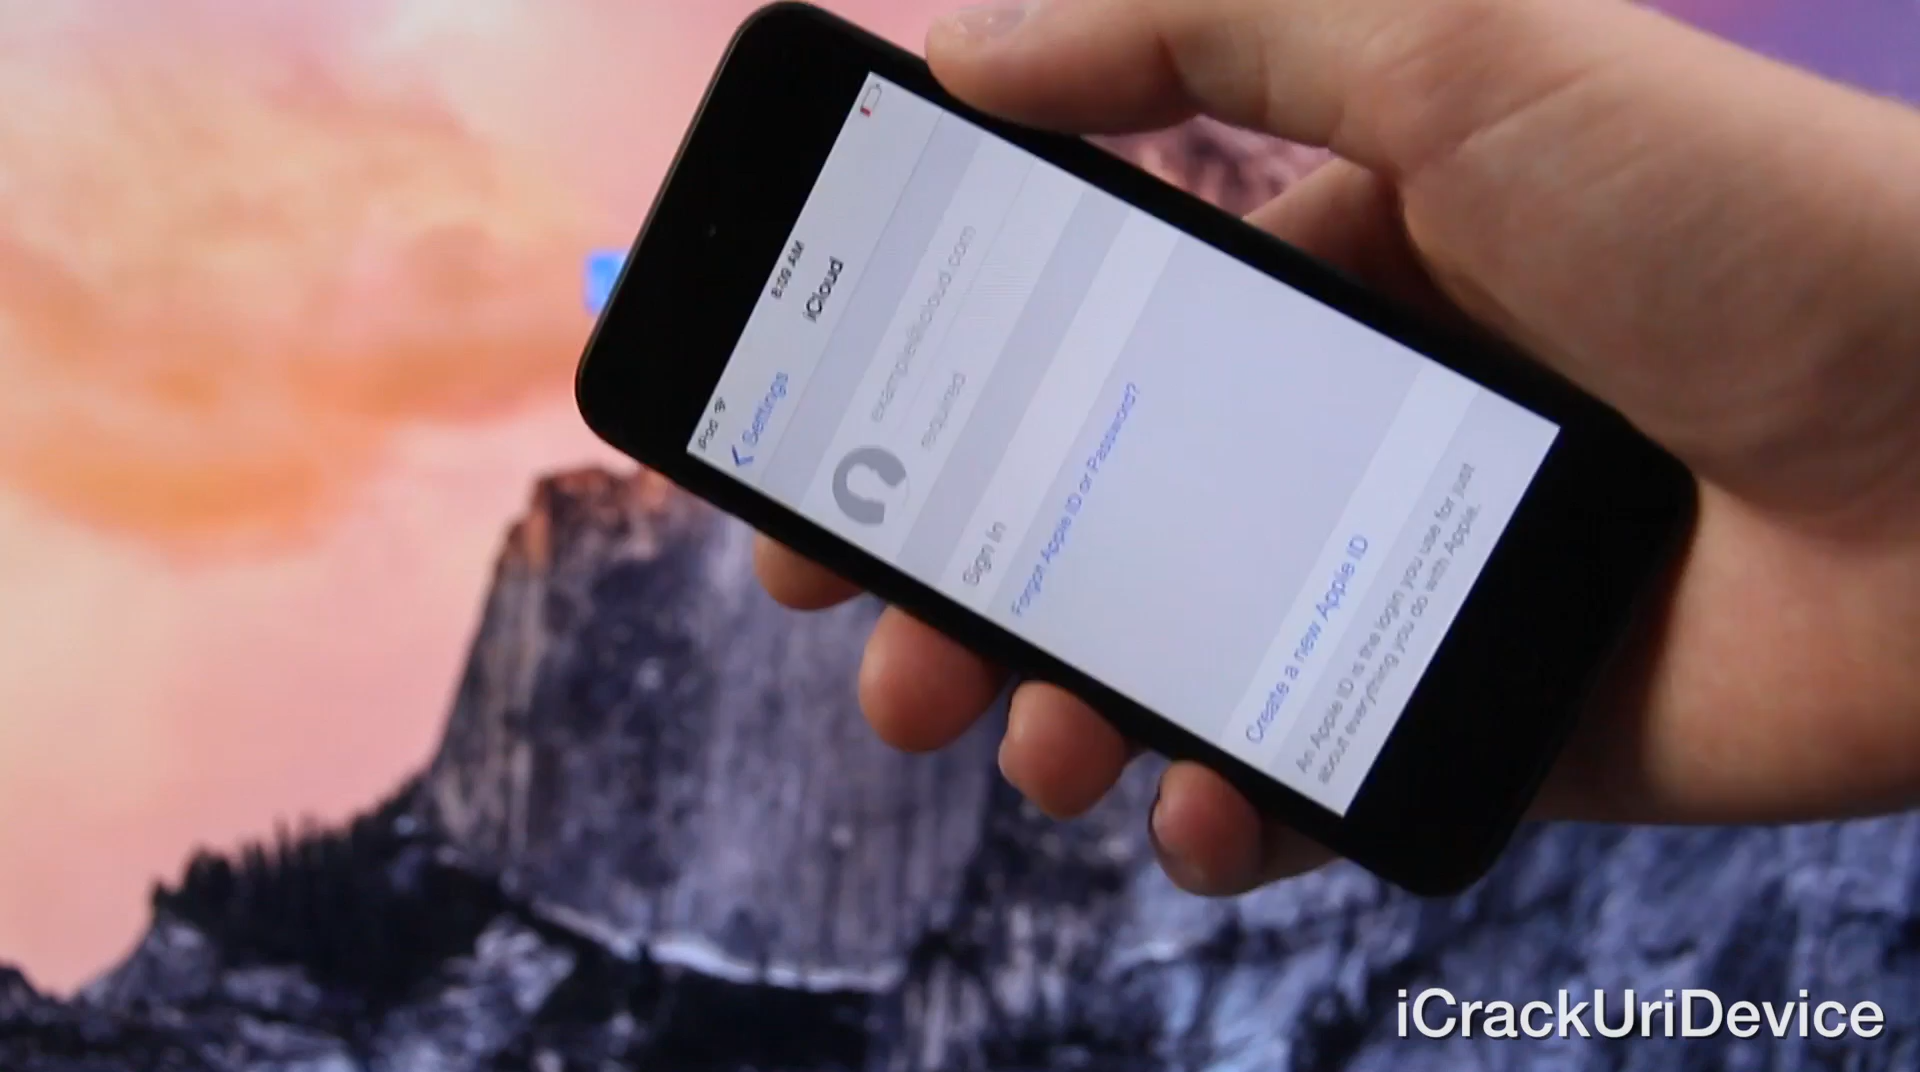 iPod
8:09 AM
Settings
iCloud
example@icloud.com
required
Sign In
Forgot Apple ID or Password?
Create a new Apple ID
An Apple ID is the login you use for just
about everything you do with Apple.
iCrackUriDevice